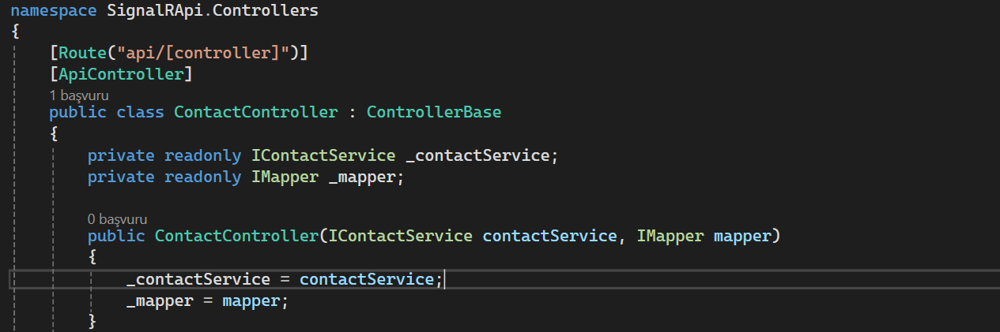 namespace SignalRApi.Controllers
{
[Route("api/[controller]")]
[ApiController]
1 başvuru
public class ContactController : ControllerBase
{
private readonly IContactService _contactService;
private readonly IMapper _mapper;
0 başvuru
public ContactController(IContactService contactService, IMapper mapper)
{
_contactService = contactService;
_mapper = mapper;
}